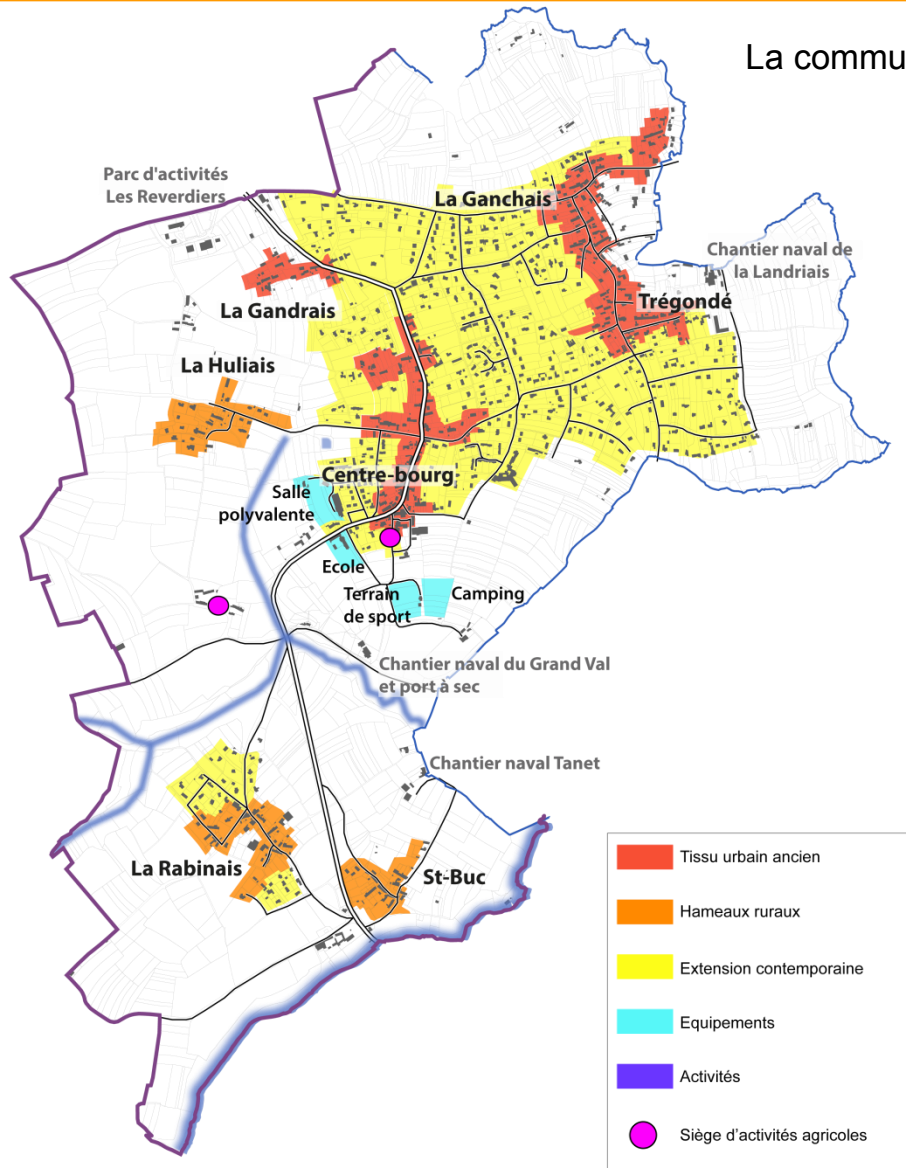 La commu
Parc d'activités
Les Reverdiers
La Ganchais
Chantier naval de
la Landriais
La Gandrais
Trégondé
La Huliais
Centre-bourg
Salle
polyvalente
Ecole
Terrain
de sport
Camping
Chantier naval du Grand Val
et port à sec
Chantier naval Tanet
La Rabinais
St-Buc
Tissu urbain ancien
Hameaux ruraux
Extension contemporaine
Equipements
Activités
Siège d'activités agricoles